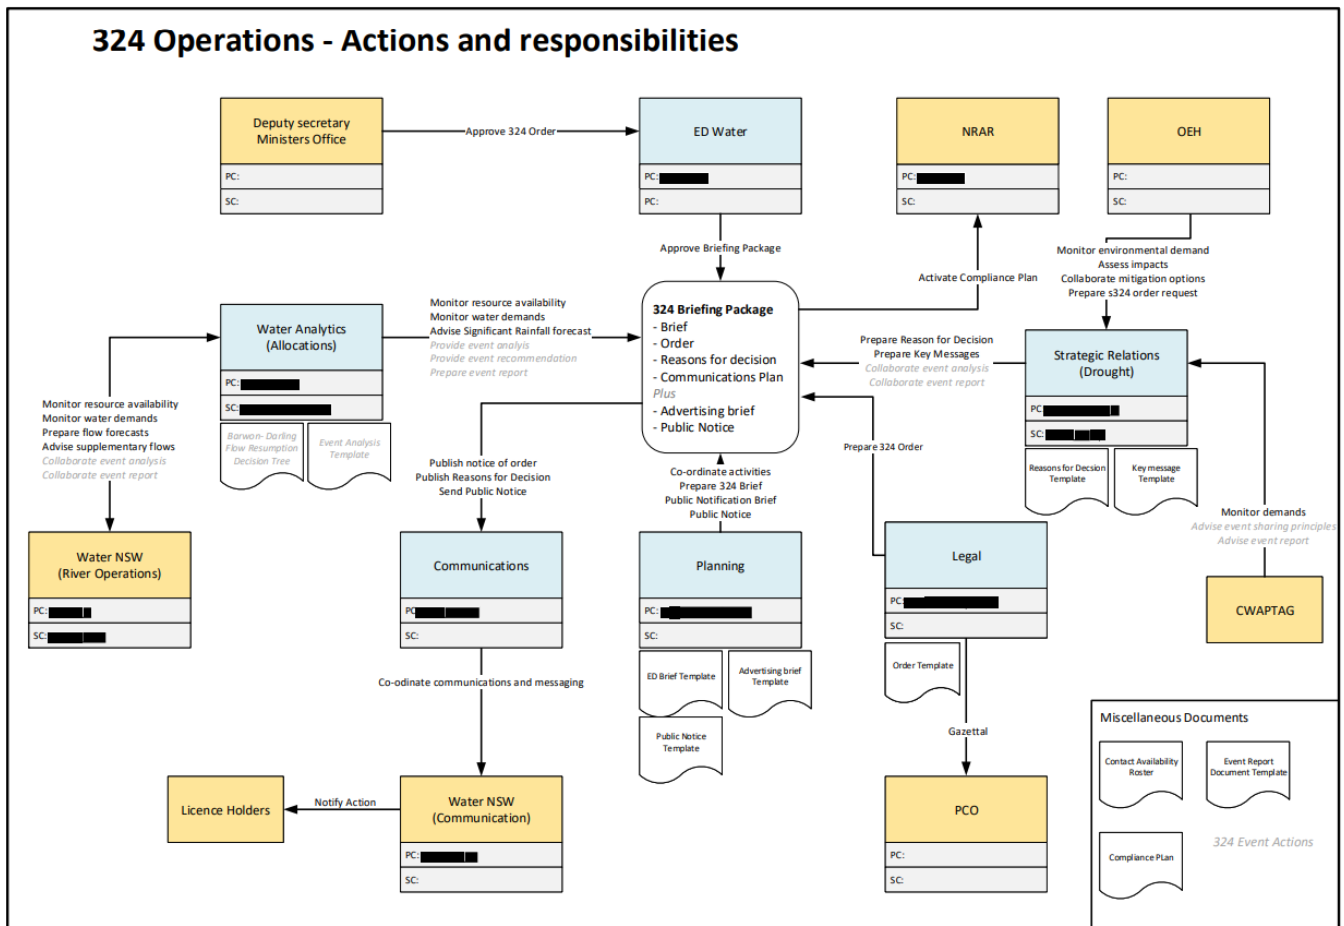 324 Operations - Actions and responsibilities
Deputy secretary
Ministers Office
PC:
SC:
Approve 324 Order
ED Water
PC:
PC:
NRAR
PC:
SC:
OEH
PC:
SC:
Approve Briefing Package
Activate Compliance Plan
Monitor environmental demand
Assess impacts
Collaborate mitigation options
Prepare s324 order request
Water Analytics
(Allocations)
PC:
SC:
Barwon- Darling
Flow Resumption
Decision Tree
Event Analysis
Template
Monitor resource availability
Monitor water demands
Advise Significant Rainfall forecast
Provide event analyis
Provide event recommendation
Prepare event report
324 Briefing Package
- Brief
- Order
- Reasons for decision
- Communications Plan
Plus
- Advertising brief
- Public Notice
Prepare Reason for Decision
Prepare Key Messages
Collaborate event analysis
Collaborate event report
Strategic Relations
(Drought)
PC
SC:
Reasons for Decsion
Template
Key message
Template
Monitor resource availability
Monitor water demands
Prepare flow forecasts
Advise supplementary flows
Collaborate event analysis
Collaborate event report
Publish notice of order
Publish Reasons for Decision
Send Public Notice
Co-ordinate activities
Prepare 324 Brief
Public Notification Brief
Public Notice
Prepare 324 Order
Monitor demands
Advise event sharing principles
Advise event report
Water NSW
(River Operations)
PC:
SC:
Communications
PC
SC:
Planning
PC:
SC:
ED Brief Template
Advertising brief
Template
Public Notice
Template
Legal
PC:
SC:
Order Template
CWAPTAG
Co-odinate communications and messaging
Gazettal
Licence Holders
Notify Action
Water NSW
(Communication)
PC:
SC:
PCO
PC:
SC:
Miscellaneous Documents
Contact Availability
Roster
Event Report
Document Template
Compliance PLan
324 Event Actions